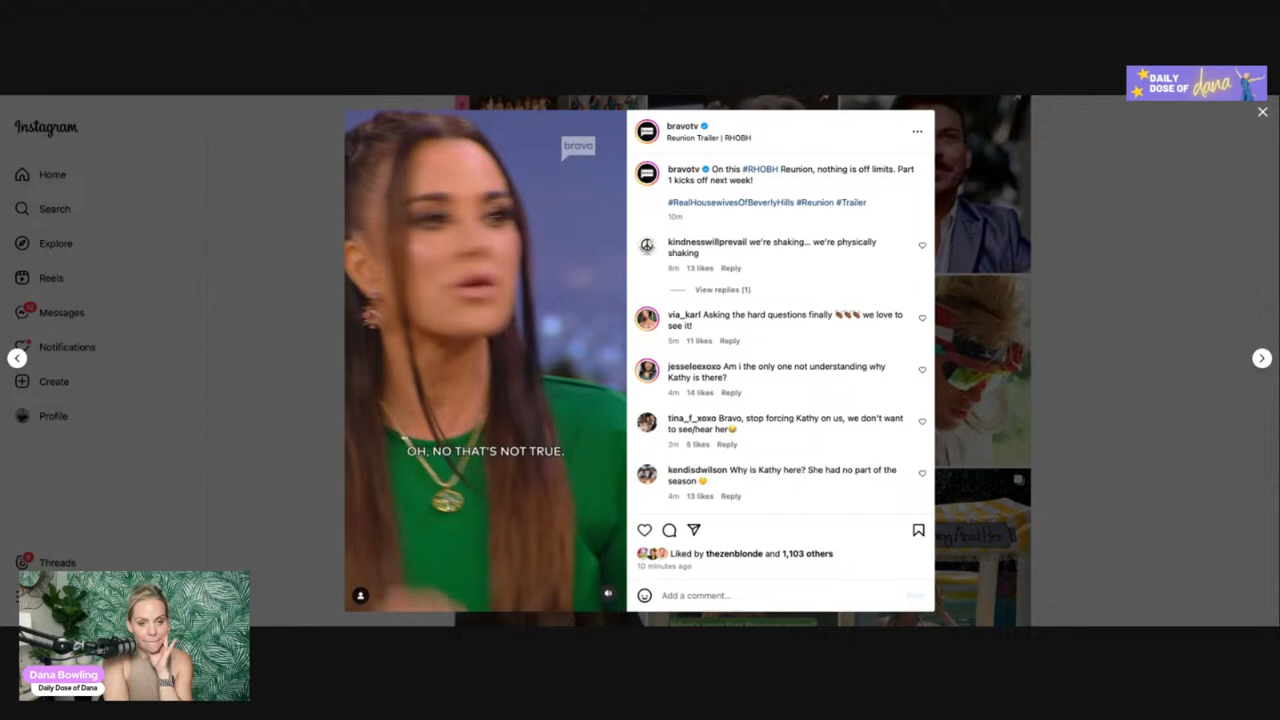 DAILY
DOSE OF dana
Instagram
Home
Search
Explore
Reels
Messages
Notifications
Create
Profile
Threads
bravo
OH, NO THAT'S NOT TRUE.
bravotv
Reunion Trailer | RHOBH
bravotv On this #RHOBH Reunion, nothing is off limits. Part
1 kicks off next week!
#RealHousewivesOfBeverlyHills #Reunion #Trailer
10m
kindnesswillprevail we're shaking... we're physically
shaking
8m 13 likes Reply
View replies (1)
via_karl Asking the hard questions finally 👏🏾👏🏾👏🏾 we love to
see it!
5m 11 likes Reply
jesseleexoxo Am i the only one not understanding why
Kathy is there?
4m 14 likes Reply
tina_f_xoxo Bravo, stop forcing Kathy on us, we don't want
to see/hear her😂
2m 5 likes Reply
kendisdwilson Why is Kathy here? She had no part of the
season
4m 13 likes Reply
Liked by thezenblonde and 1,103 others
10 minutes ago
Add a comment...
Post
Dana Bowling
Daily Dose of Dana